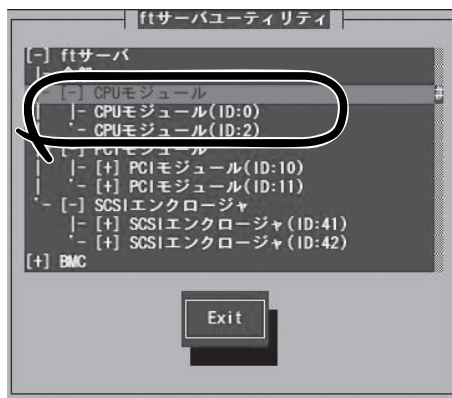 ftサーバユーティリティ
[-] ftサーバ
|- 全般
|- [-] CPUモジュール
| |- CPUモジュール(ID:0)
| '- CPUモジュール(ID:2)
|- [-] PCIモジュール
| |- [+] PCIモジュール(ID:10)
| '- [+] PCIモジュール(ID:11)
'- [-] SCSIエンクロージャ
|- [+] SCSIエンクロージャ(ID:41)
'- [+] SCSIエンクロージャ(ID:42)
[+] BMC
Exit